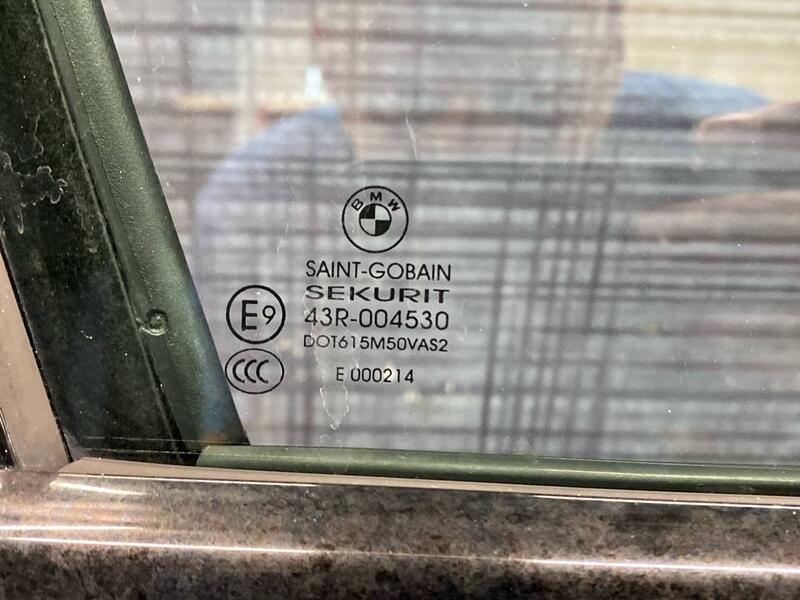 BMW
SAINT-GOBAIN
SEKURIT
E9
43R-004530
DOT615M50VAS2
CCC
E 000214